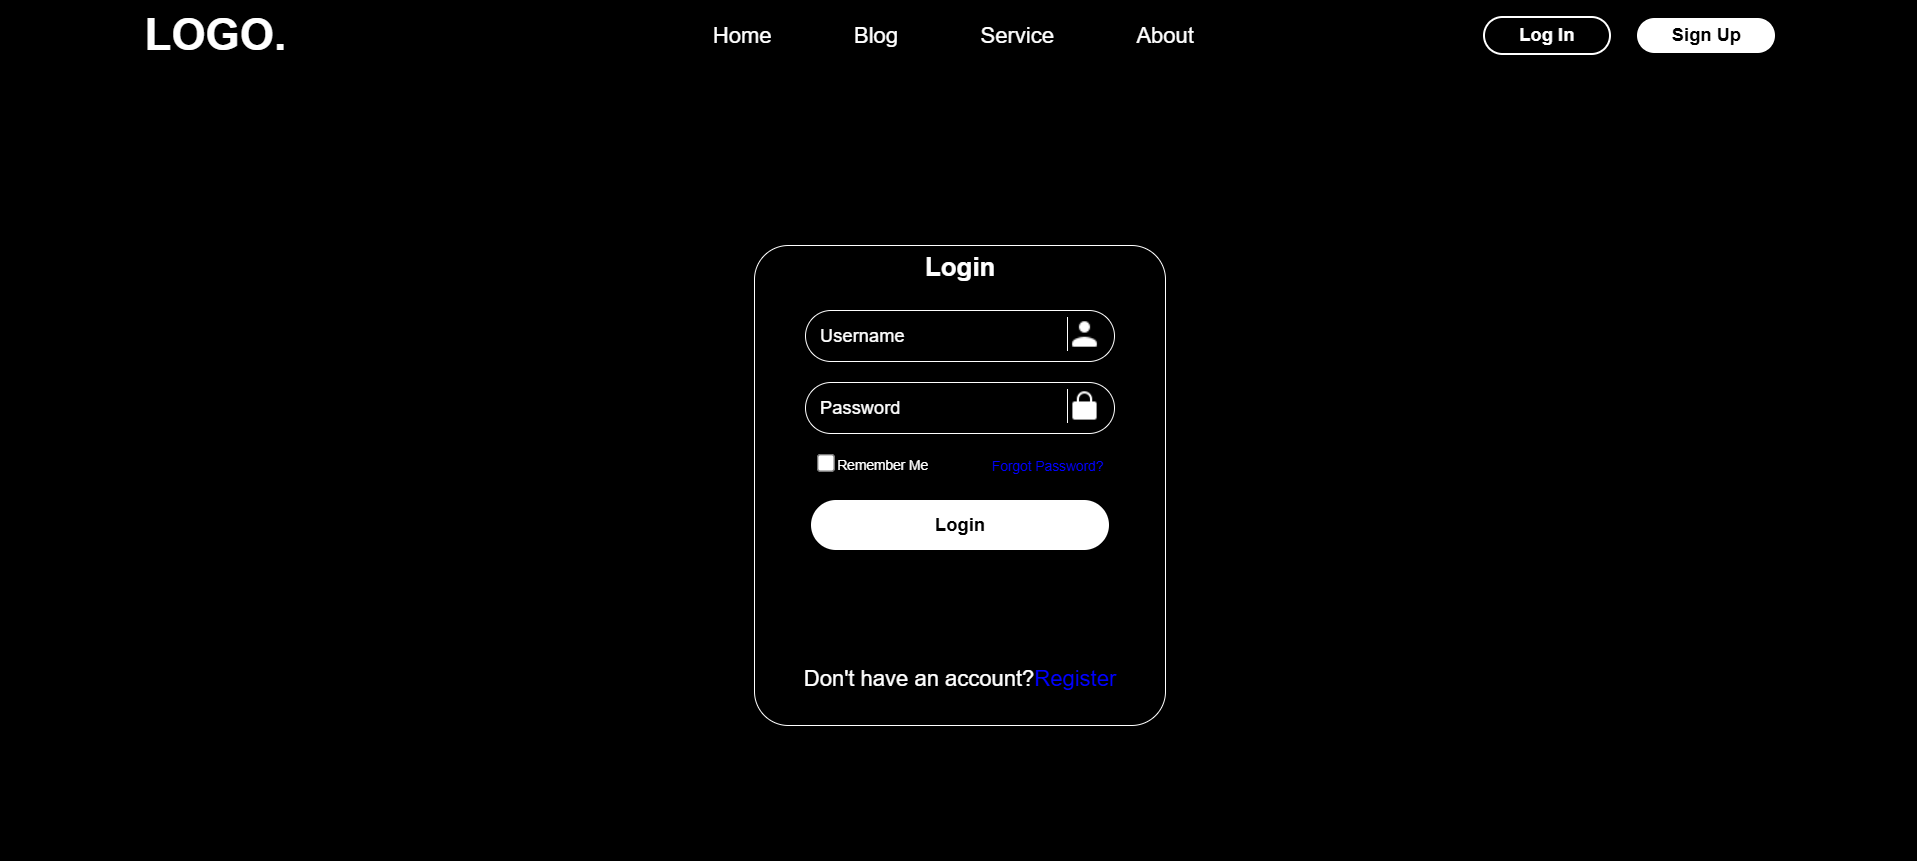 LOGO. Home Blog Service About Log In Sign Up
Login
Username
Password
Remember Me Forgot Password?
Login
Don't have an account?Register